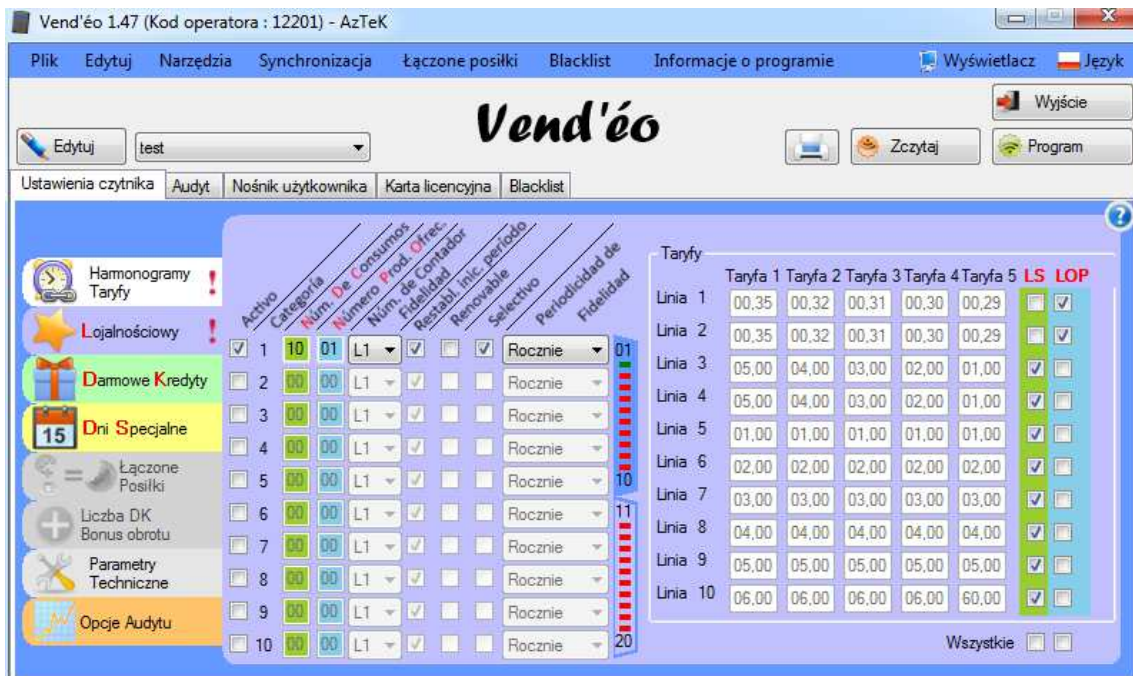 Vend'éo 1.47 (Kod operatora : 12201) - AzTeK
Plik Edytuj Narzędzia Synchronizacja Łączone posiłki Blacklist Informacje o programie Wyświetlacz Język
Vend'éo
Wyjście
Edytuj test Zczytaj Program
Ustawienia czytnika Audyt Nośnik użytkownika Karta licencyjna Blacklist
Harmonogramy
Taryfy
Lojalnościowy
Darmowe Kredyty
15 Dni Specjalne
Łączone
Posiłki
Liczba DK
Bonus obrotu
Parametry
Techniczne
Opcje Audytu
Activo
Categoría
Núm. De Consumos
Número Prod. Ofrec.
Núm. de Contador
Fidelidad
Restabl. inic. período
Renovable
Selectivo
Periodicidad de
Fidelidad
1 10 01 L1 Rocznie 01
2 00 00 L1 Rocznie
3 00 00 L1 Rocznie
4 00 00 L1 Rocznie
5 00 00 L1 Rocznie 10
6 00 00 L1 Rocznie 11
7 00 00 L1 Rocznie
8 00 00 L1 Rocznie
9 00 00 L1 Rocznie
10 00 00 L1 Rocznie 20
Taryfy
Taryfa 1 Taryfa 2 Taryfa 3 Taryfa 4 Taryfa 5 LS LOP
Linia 1 00,35 00,32 00,31 00,30 00,29
Linia 2 00,35 00,32 00,31 00,30 00,29
Linia 3 05,00 04,00 03,00 02,00 01,00
Linia 4 05,00 04,00 03,00 02,00 01,00
Linia 5 01,00 01,00 01,00 01,00 01,00
Linia 6 02,00 02,00 02,00 02,00 02,00
Linia 7 03,00 03,00 03,00 03,00 03,00
Linia 8 04,00 04,00 04,00 04,00 04,00
Linia 9 05,00 05,00 05,00 05,00 05,00
Linia 10 06,00 06,00 06,00 06,00 60,00
Wszystkie